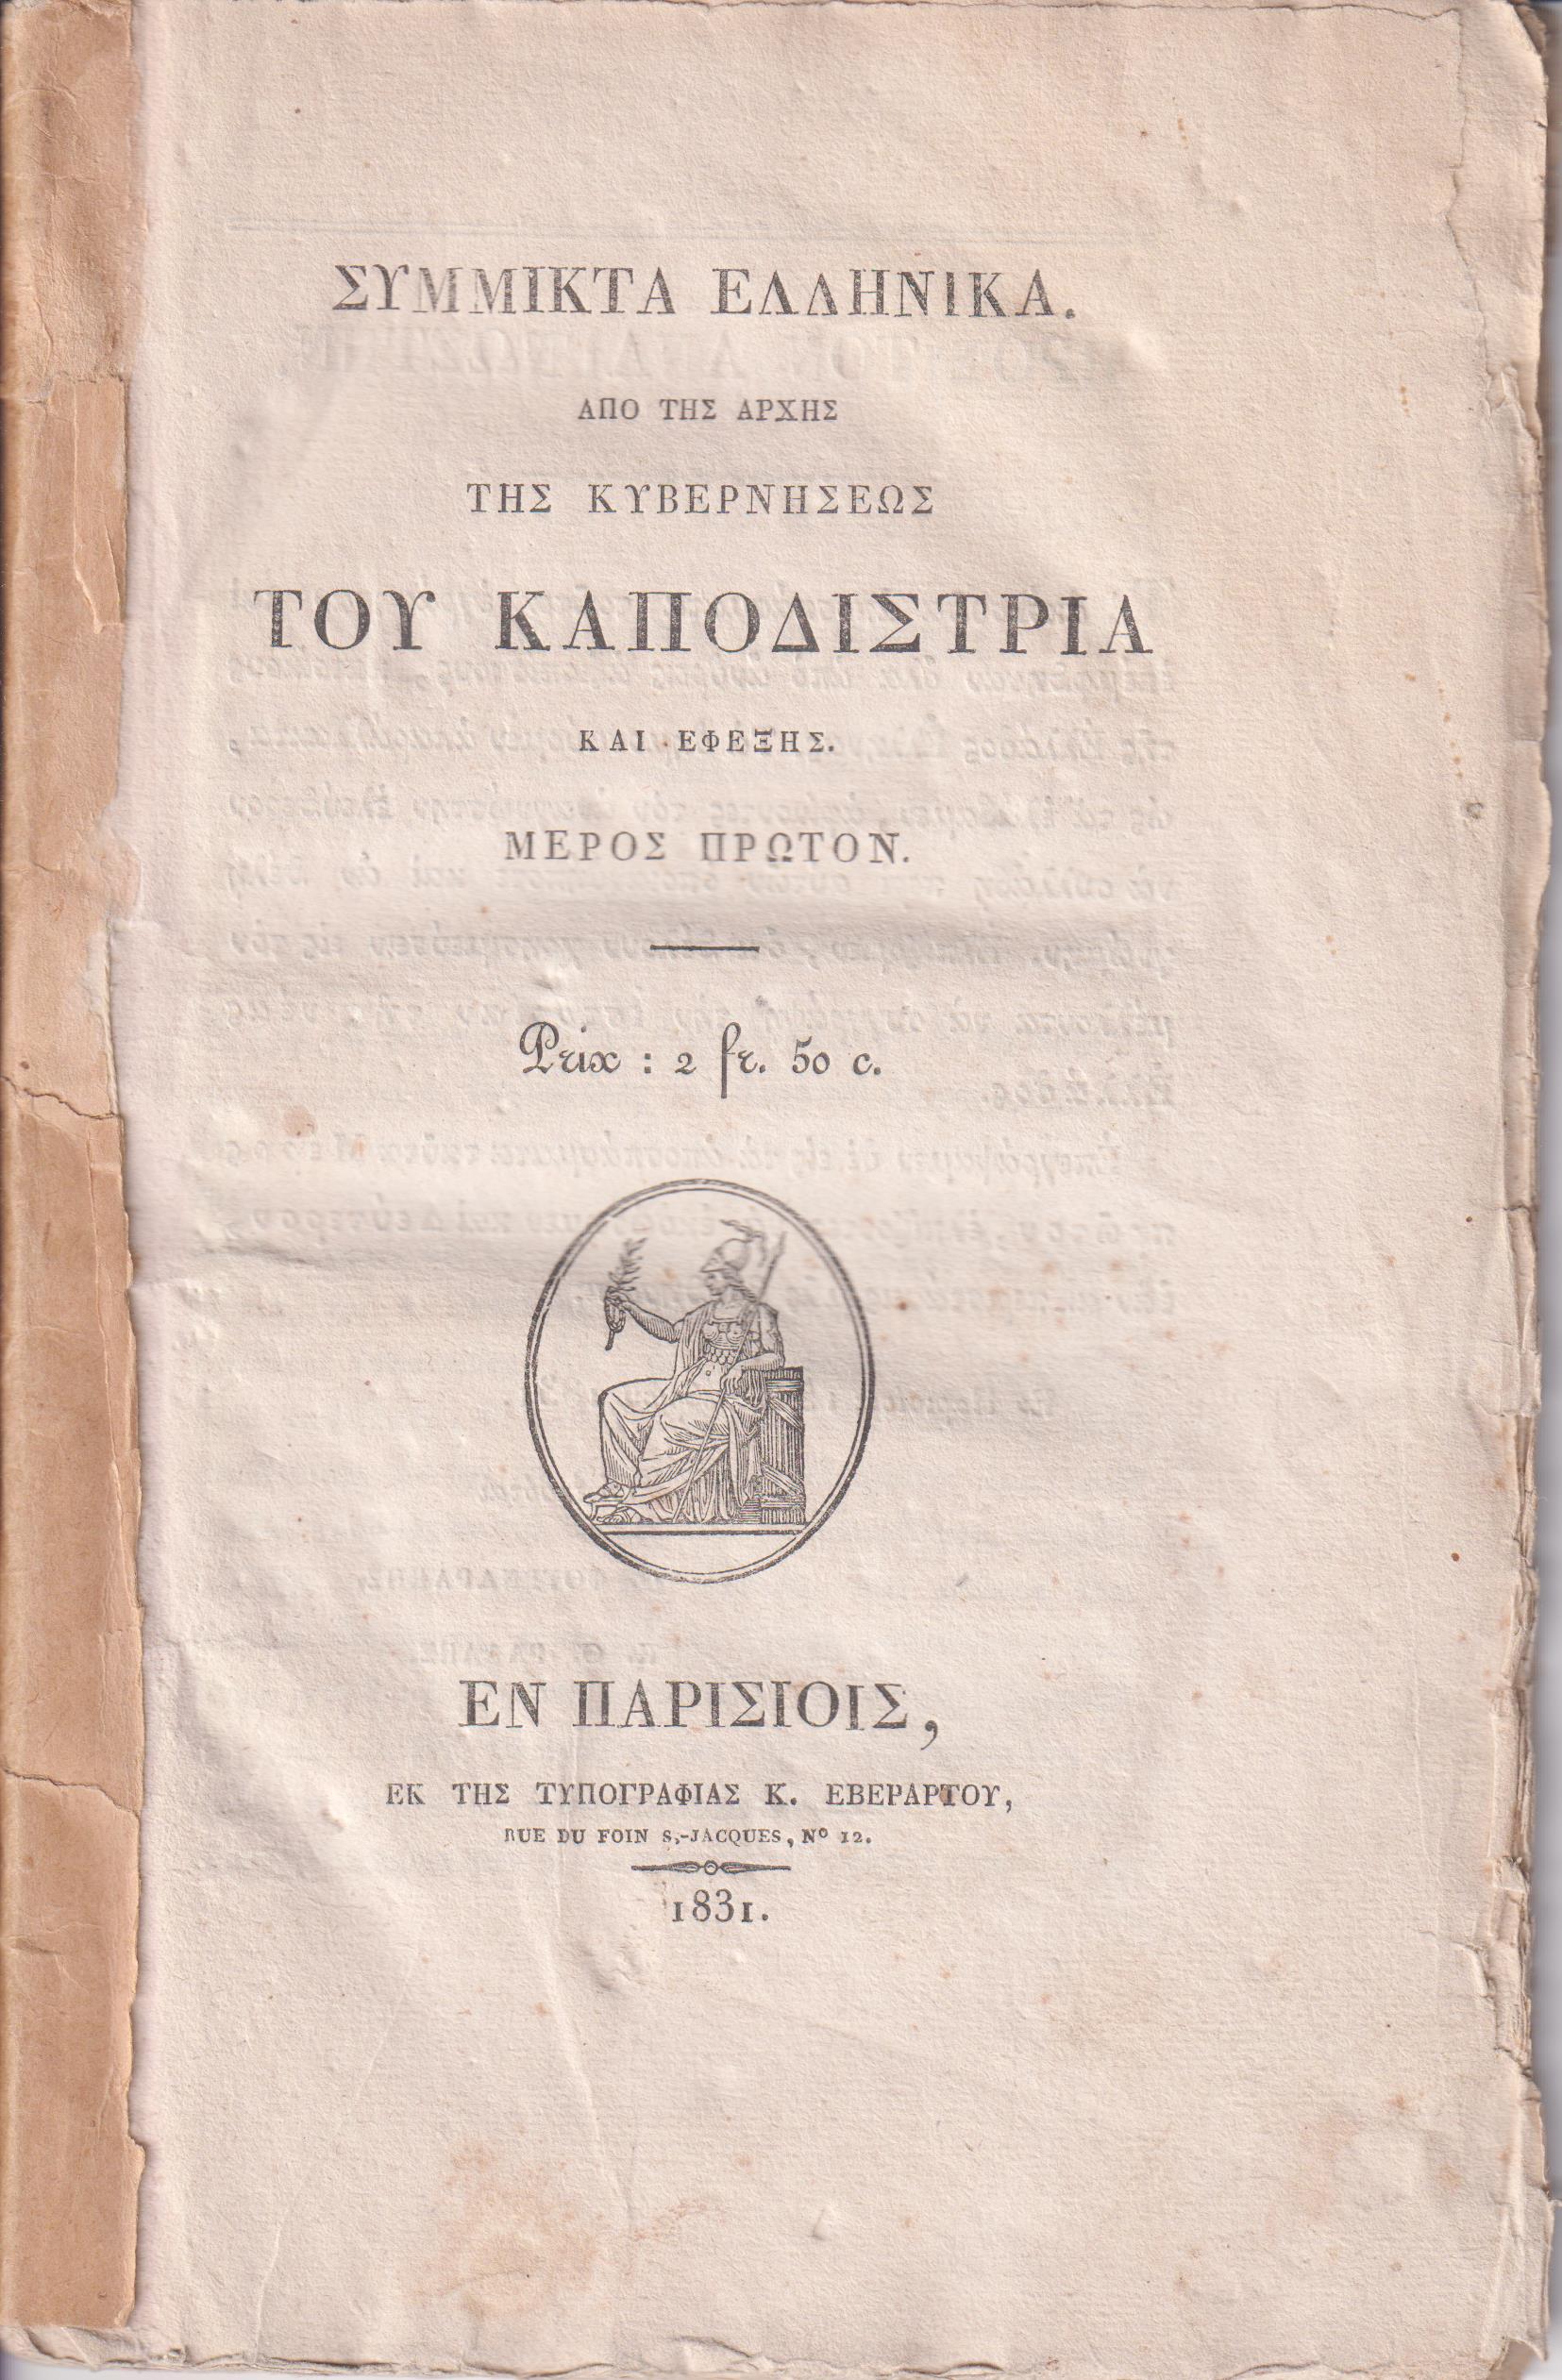 ΣΥΜΜΙΚΤΑ ΕΛΛΗΝΙΚΑ.
ΑΠΟ ΤΗΣ ΑΡΧΗΣ
ΤΗΣ ΚΥΒΕΡΝΗΣΕΩΣ
ΤΟΥ ΚΑΠΟΔΙΣΤΡΙΑ
ΚΑΙ ΕΦΕΞΗΣ.
ΜΕΡΟΣ ΠΡΩΤΟΝ.
Prix : 2 fr. 50 c.
ΕΝ ΠΑΡΙΣΙΟΙΣ,
ΕΚ ΤΗΣ ΤΥΠΟΓΡΑΦΙΑΣ Κ. ΕΒΕΡΑΡΤΟΥ,
RUE DU FOIN S.-JACQUES, Nº 12.
1831.